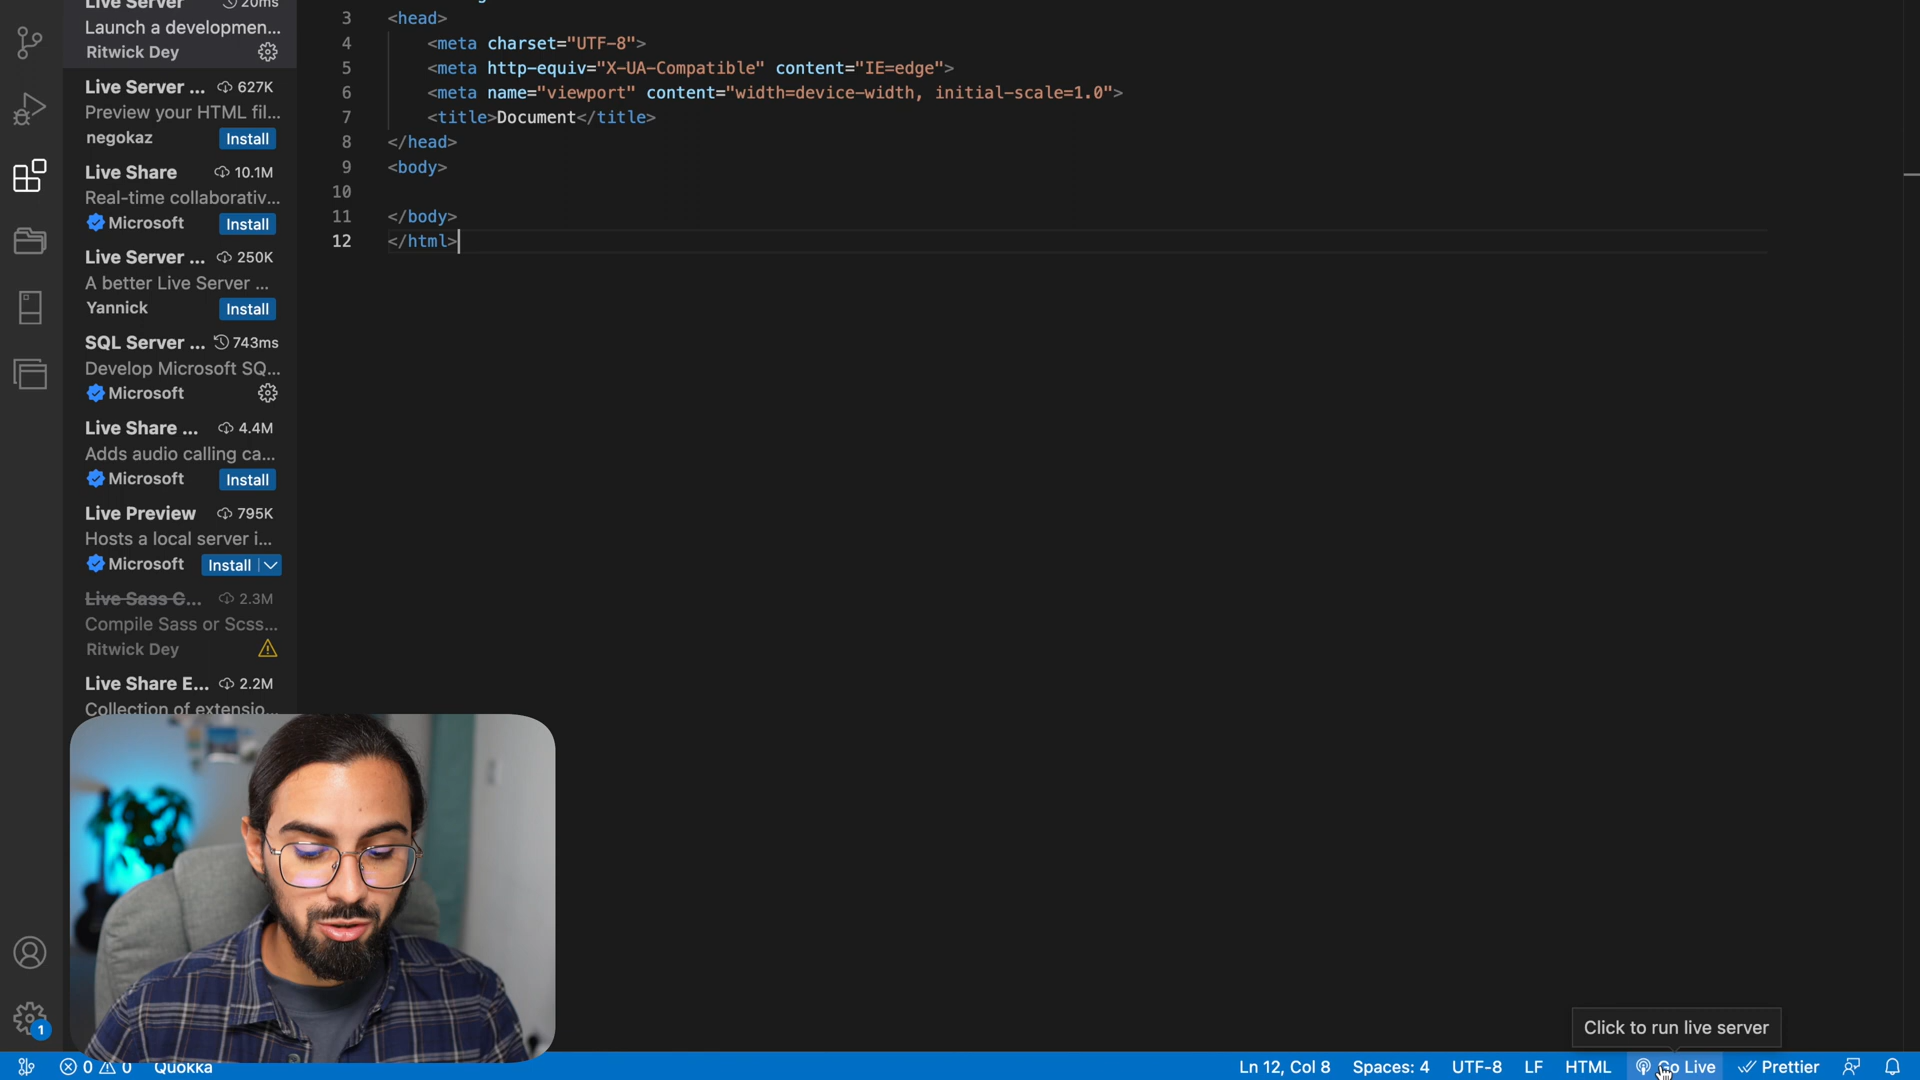 Live Server 20ms
Launch a developmen...
Ritwick Dey
Live Server ... 627K
Preview your HTML fil...
negokaz Install
Live Share 10.1M
Real-time collaborativ...
Microsoft Install
Live Server ... 250K
A better Live Server ...
Yannick Install
SQL Server ... 743ms
Develop Microsoft SQ...
Microsoft
Live Share ... 4.4M
Adds audio calling ca...
Microsoft Install
Live Preview 795K
Hosts a local server i...
Microsoft Install
Live Sass C... 2.3M
Compile Sass or Scss...
Ritwick Dey
Live Share E... 2.2M
Collection of extensio...
3 <head>
4 <meta charset="UTF-8">
5 <meta http-equiv="X-UA-Compatible" content="IE=edge">
6 <meta name="viewport" content="width=device-width, initial-scale=1.0">
7 <title>Document</title>
8 </head>
9 <body>
10
11 </body>
12 </html>
1
Click to run live server
0 0 Quokka Ln 12, Col 8 Spaces: 4 UTF-8 LF HTML Go Live Prettier